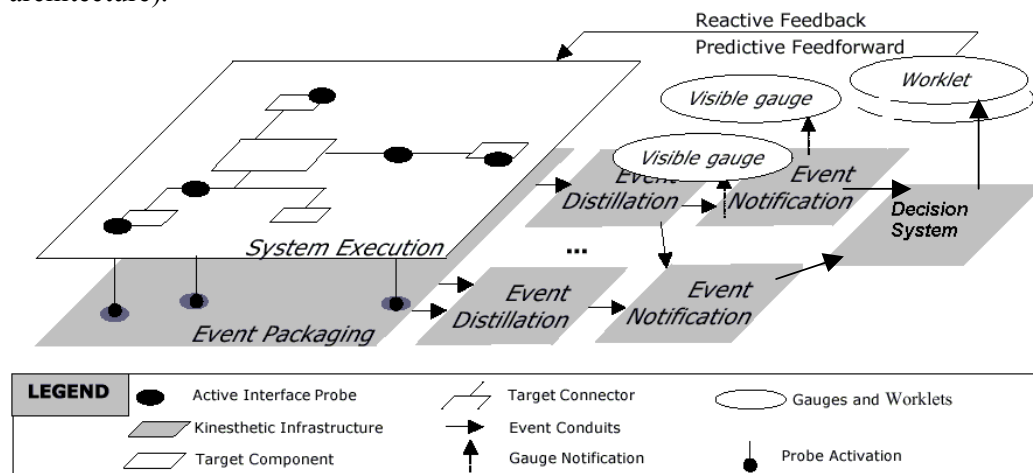 architecture).
Reactive Feedback
Predictive Feedforward
Worklet
Visible gauge
Visible gauge
Event
Distillation
Event
Notification
Decision
System
System Execution
...
Event
Distillation
Event
Notification
Event Packaging
LEGEND
Active Interface Probe
Target Connector
Gauges and Worklets
Kinesthetic Infrastructure
Event Conduits
Target Component
Gauge Notification
Probe Activation